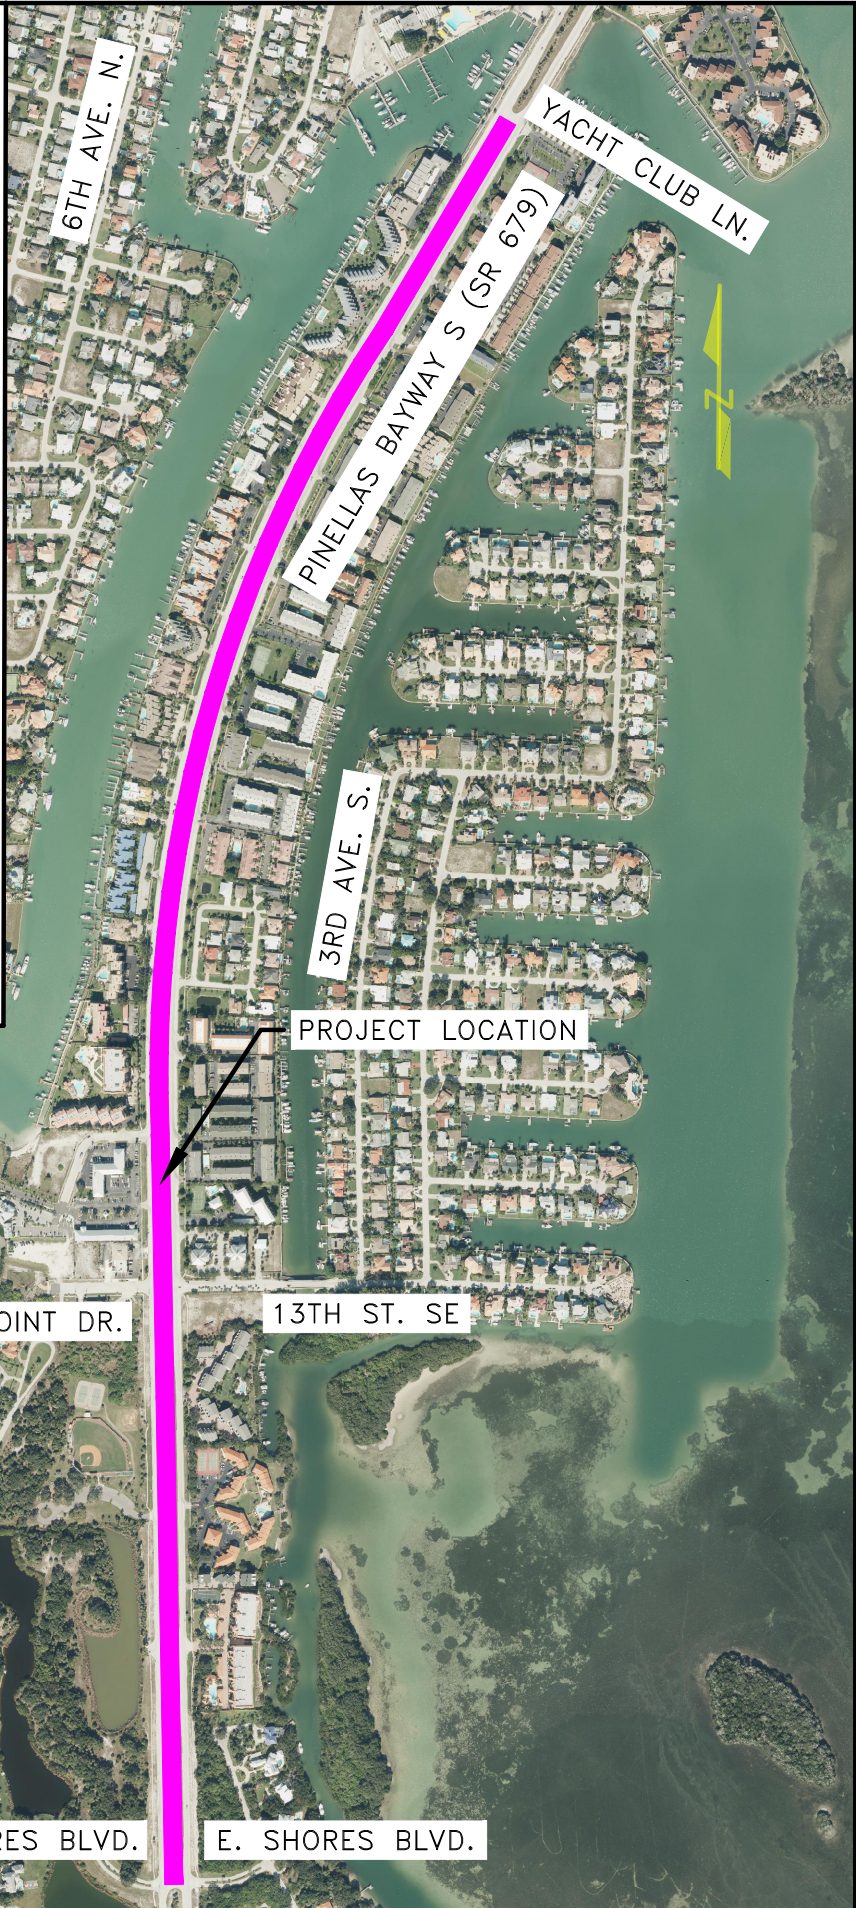 6TH AVE. N.
YACHT CLUB LN.
PINELLAS BAYWAY S (SR 679)
N
3RD AVE. S.
PROJECT LOCATION
OINT DR.
13TH ST. SE
RES BLVD.
E. SHORES BLVD.